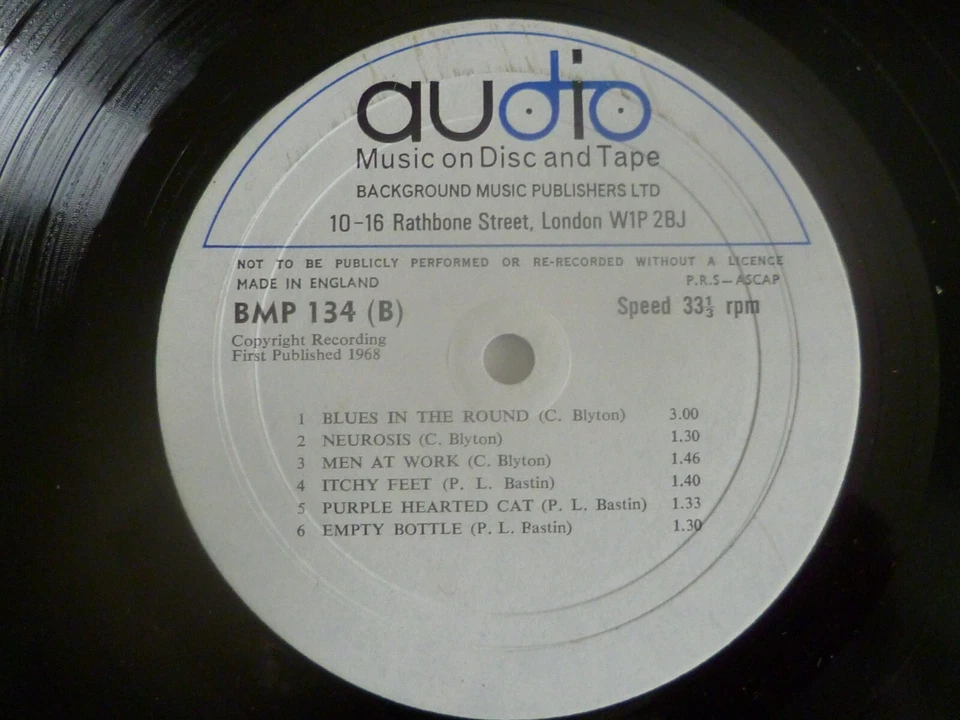 audio
Music on Disc and Tape
BACKGROUND MUSIC PUBLISHERS LTD
10-16 Rathbone Street, London W1P 2BJ
NOT TO BE PUBLICLY PERFORMED OR RE-RECORDED WITHOUT A LICENCE
MADE IN ENGLAND P.R.S—ASCAP
BMP 134 (B) Speed 33⅓ rpm
Copyright Recording
First Published 1968
1 BLUES IN THE ROUND (C. Blyton) 3.00
2 NEUROSIS (C. Blyton) 1.30
3 MEN AT WORK (C. Blyton) 1.46
4 ITCHY FEET (P. L. Bastin) 1.40
5 PURPLE HEARTED CAT (P. L. Bastin) 1.33
6 EMPTY BOTTLE (P. L. Bastin) 1.30